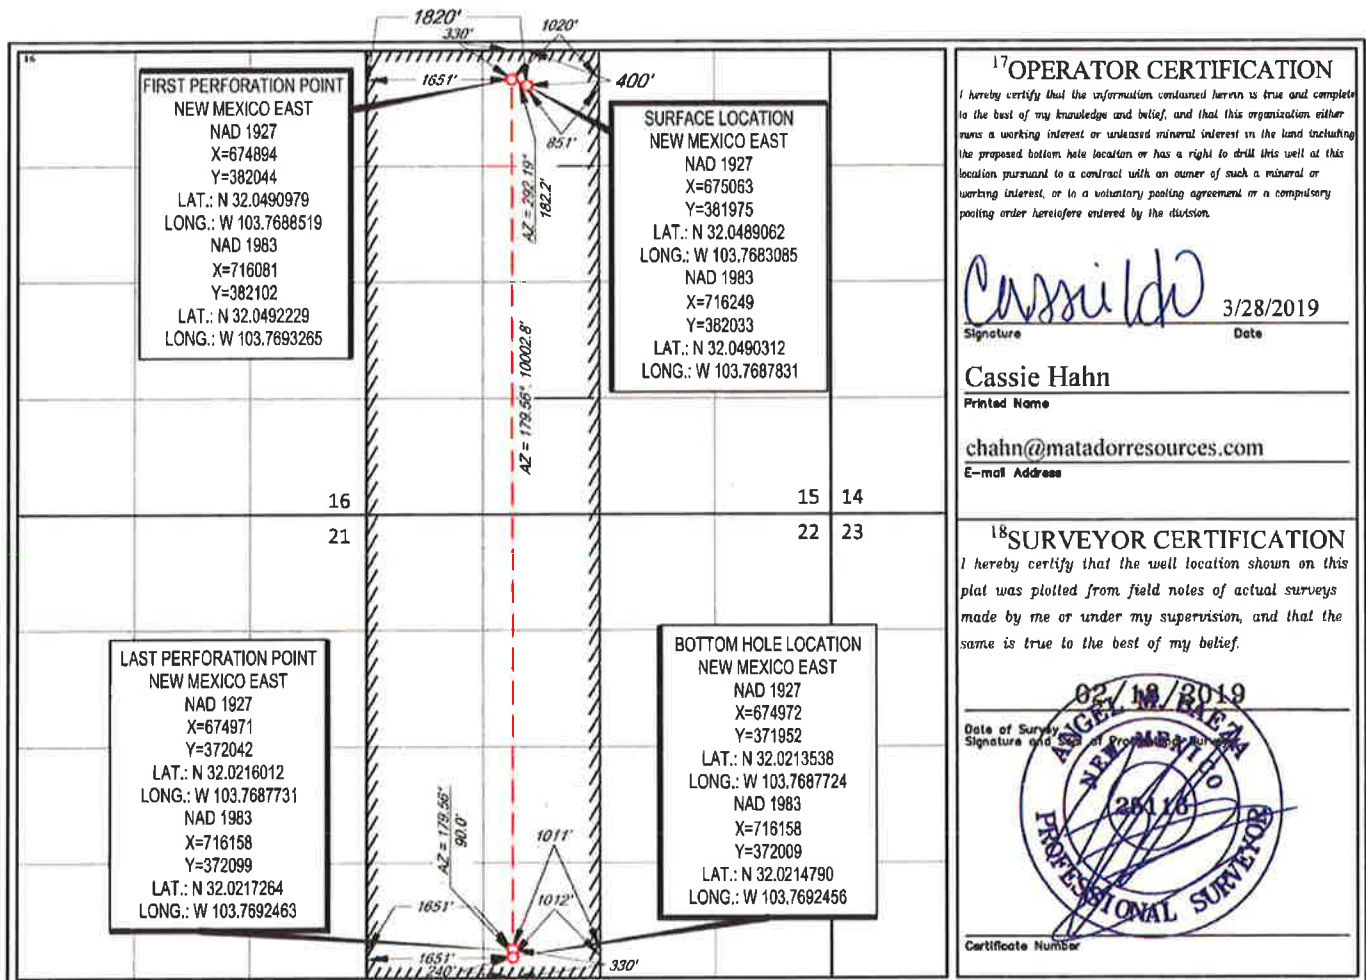 1820'
330'
1020'
16
1651'
400'
851'
AZ = 292.19°
182.2'
FIRST PERFORATION POINT
NEW MEXICO EAST
NAD 1927
X=674894
Y=382044
LAT.: N 32.0490979
LONG.: W 103.7688519
NAD 1983
X=716081
Y=382102
LAT.: N 32.0492229
LONG.: W 103.7693265
SURFACE LOCATION
NEW MEXICO EAST
NAD 1927
X=675063
Y=381975
LAT.: N 32.0489062
LONG.: W 103.7683085
NAD 1983
X=716249
Y=382033
LAT.: N 32.0490312
LONG.: W 103.7687831
AZ = 179.56° 10002.8'
16
15 14
21
22 23
LAST PERFORATION POINT
NEW MEXICO EAST
NAD 1927
X=674971
Y=372042
LAT.: N 32.0216012
LONG.: W 103.7687731
NAD 1983
X=716158
Y=372099
LAT.: N 32.0217264
LONG.: W 103.7692463
BOTTOM HOLE LOCATION
NEW MEXICO EAST
NAD 1927
X=674972
Y=371952
LAT.: N 32.0213538
LONG.: W 103.7687724
NAD 1983
X=716158
Y=372009
LAT.: N 32.0214790
LONG.: W 103.7692456
AZ = 179.56°
90.0'
1011'
1012'
1651'
1651'
240'
330'
17 OPERATOR CERTIFICATION
I hereby certify that the information contained herein is true and complete
to the best of my knowledge and belief, and that this organization either
owns a working interest or unleased mineral interest in the land including
the proposed bottom hole location or has a right to drill this well at this
location pursuant to a contract with an owner of such a mineral or
working interest, or to a voluntary pooling agreement or a compulsory
pooling order heretofore entered by the division.
3/28/2019
Signature Date
Cassie Hahn
Printed Name
chahn@matadorresources.com
E-mail Address
18 SURVEYOR CERTIFICATION
I hereby certify that the well location shown on this
plat was plotted from field notes of actual surveys
made by me or under my supervision, and that the
same is true to the best of my belief.
02/18/2019
Date of Survey
Signature and Seal of Professional Surveyor
ANGEL M. BAEZA
NEW MEXICO
25116
PROFESSIONAL SURVEYOR
Certificate Number